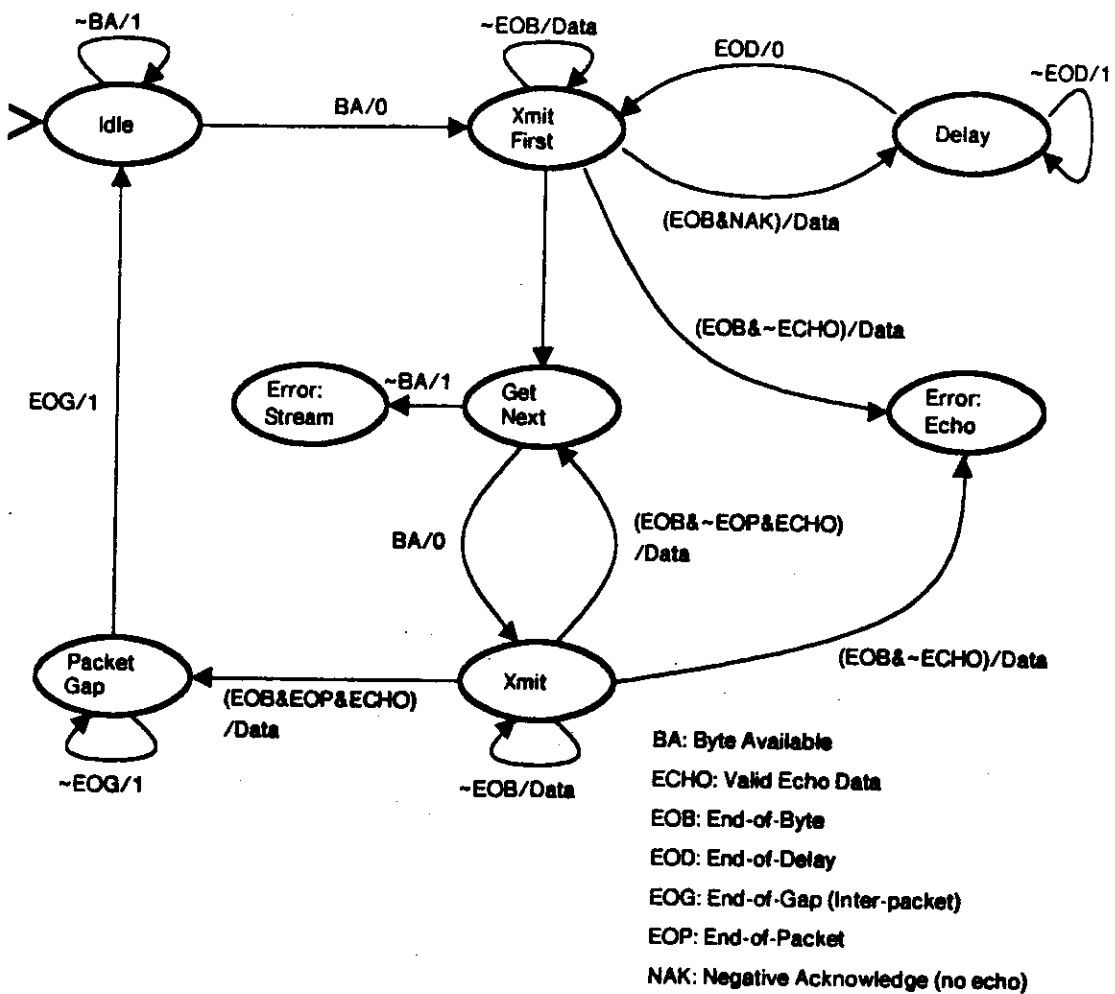 ~BA/1
~EOB/Data
EOD/0
~EOD/1
Idle
BA/0
Xmit
First
Delay
(EOB&NAK)/Data
(EOB&~ECHO)/Data
EOG/1
Error:
Stream
~BA/1
Get
Next
Error:
Echo
BA/0
(EOB&~EOP&ECHO)
/Data
Packet
Gap
(EOB&EOP&ECHO)
/Data
Xmit
(EOB&~ECHO)/Data
~EOG/1
~EOB/Data
BA: Byte Available
ECHO: Valid Echo Data
EOB: End-of-Byte
EOD: End-of-Delay
EOG: End-of-Gap (Inter-packet)
EOP: End-of-Packet
NAK: Negative Acknowledge (no echo)